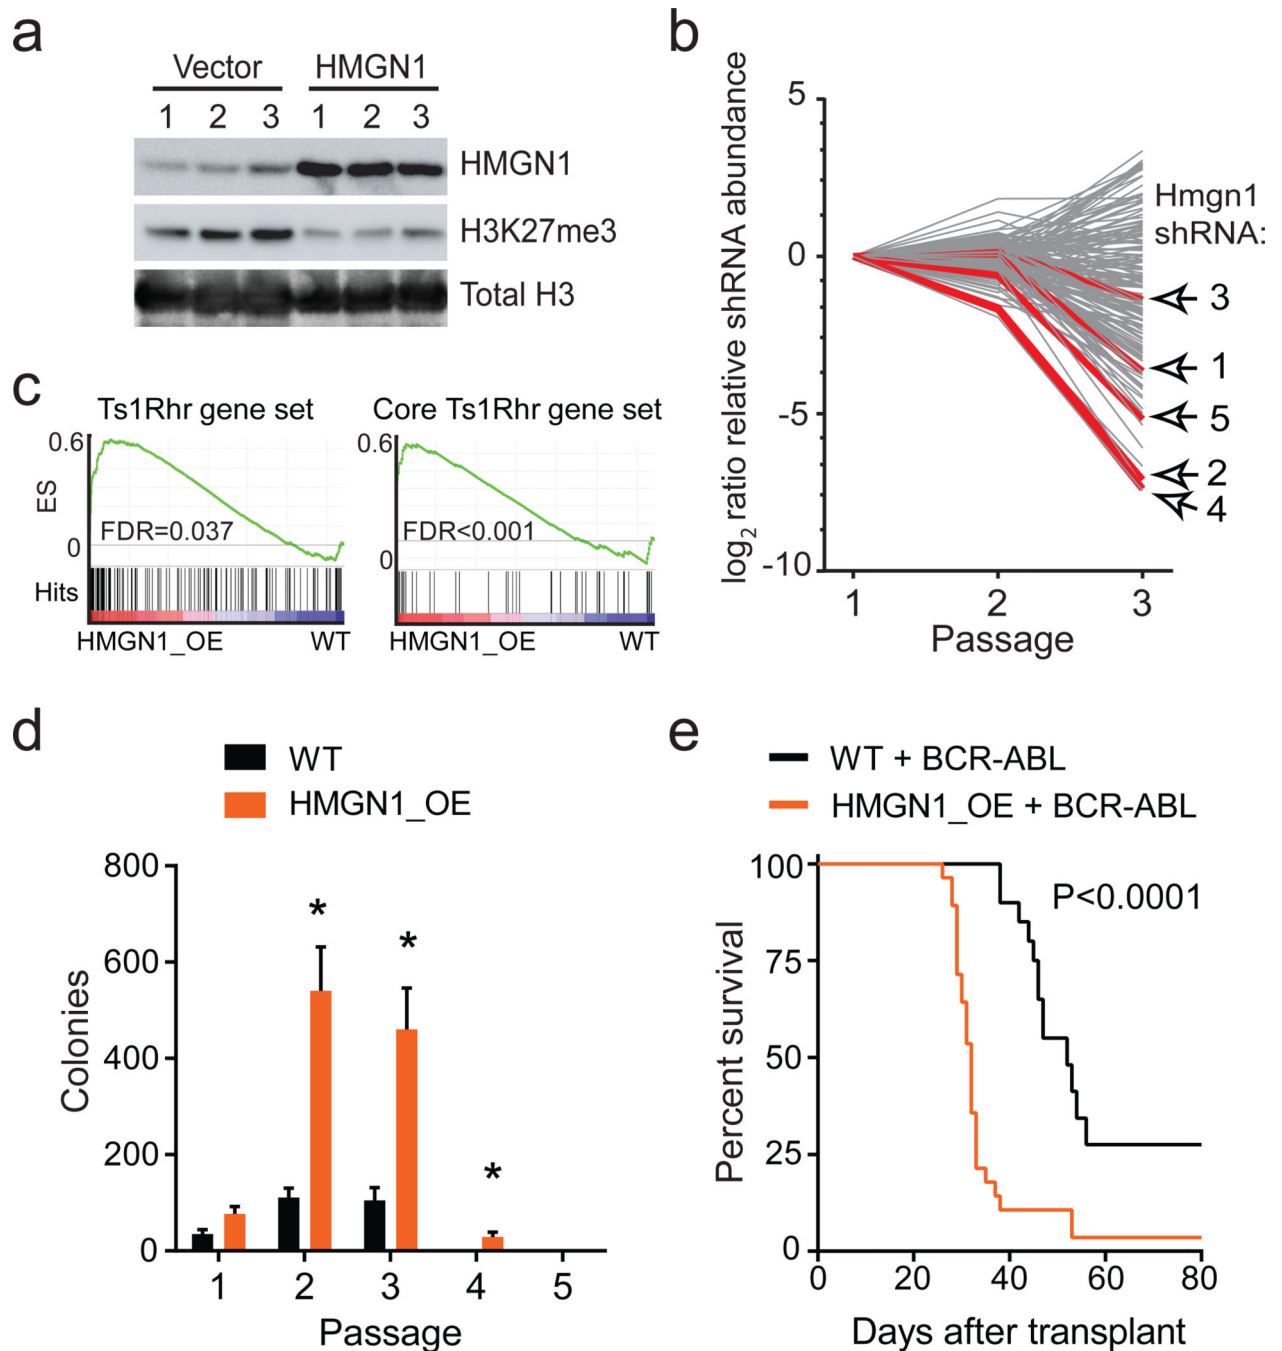 a
Vector HMGN1
1 2 3 1 2 3
HMGN1
H3K27me3
Total H3
b
log2 ratio relative shRNA abundance
5
0
-5
-10
1 2 3
Passage
Hmgn1
shRNA:
3
1
5
2
4
c
Ts1Rhr gene set
ES
0.6
0
FDR=0.037
Hits
HMGN1_OE WT
Core Ts1Rhr gene set
0.6
0
FDR<0.001
HMGN1_OE WT
d
WT
HMGN1_OE
Colonies
800
600
400
200
0
* * *
1 2 3 4 5
Passage
e
WT + BCR-ABL
HMGN1_OE + BCR-ABL
Percent survival
100
75
50
25
0
P<0.0001
0 20 40 60 80
Days after transplant